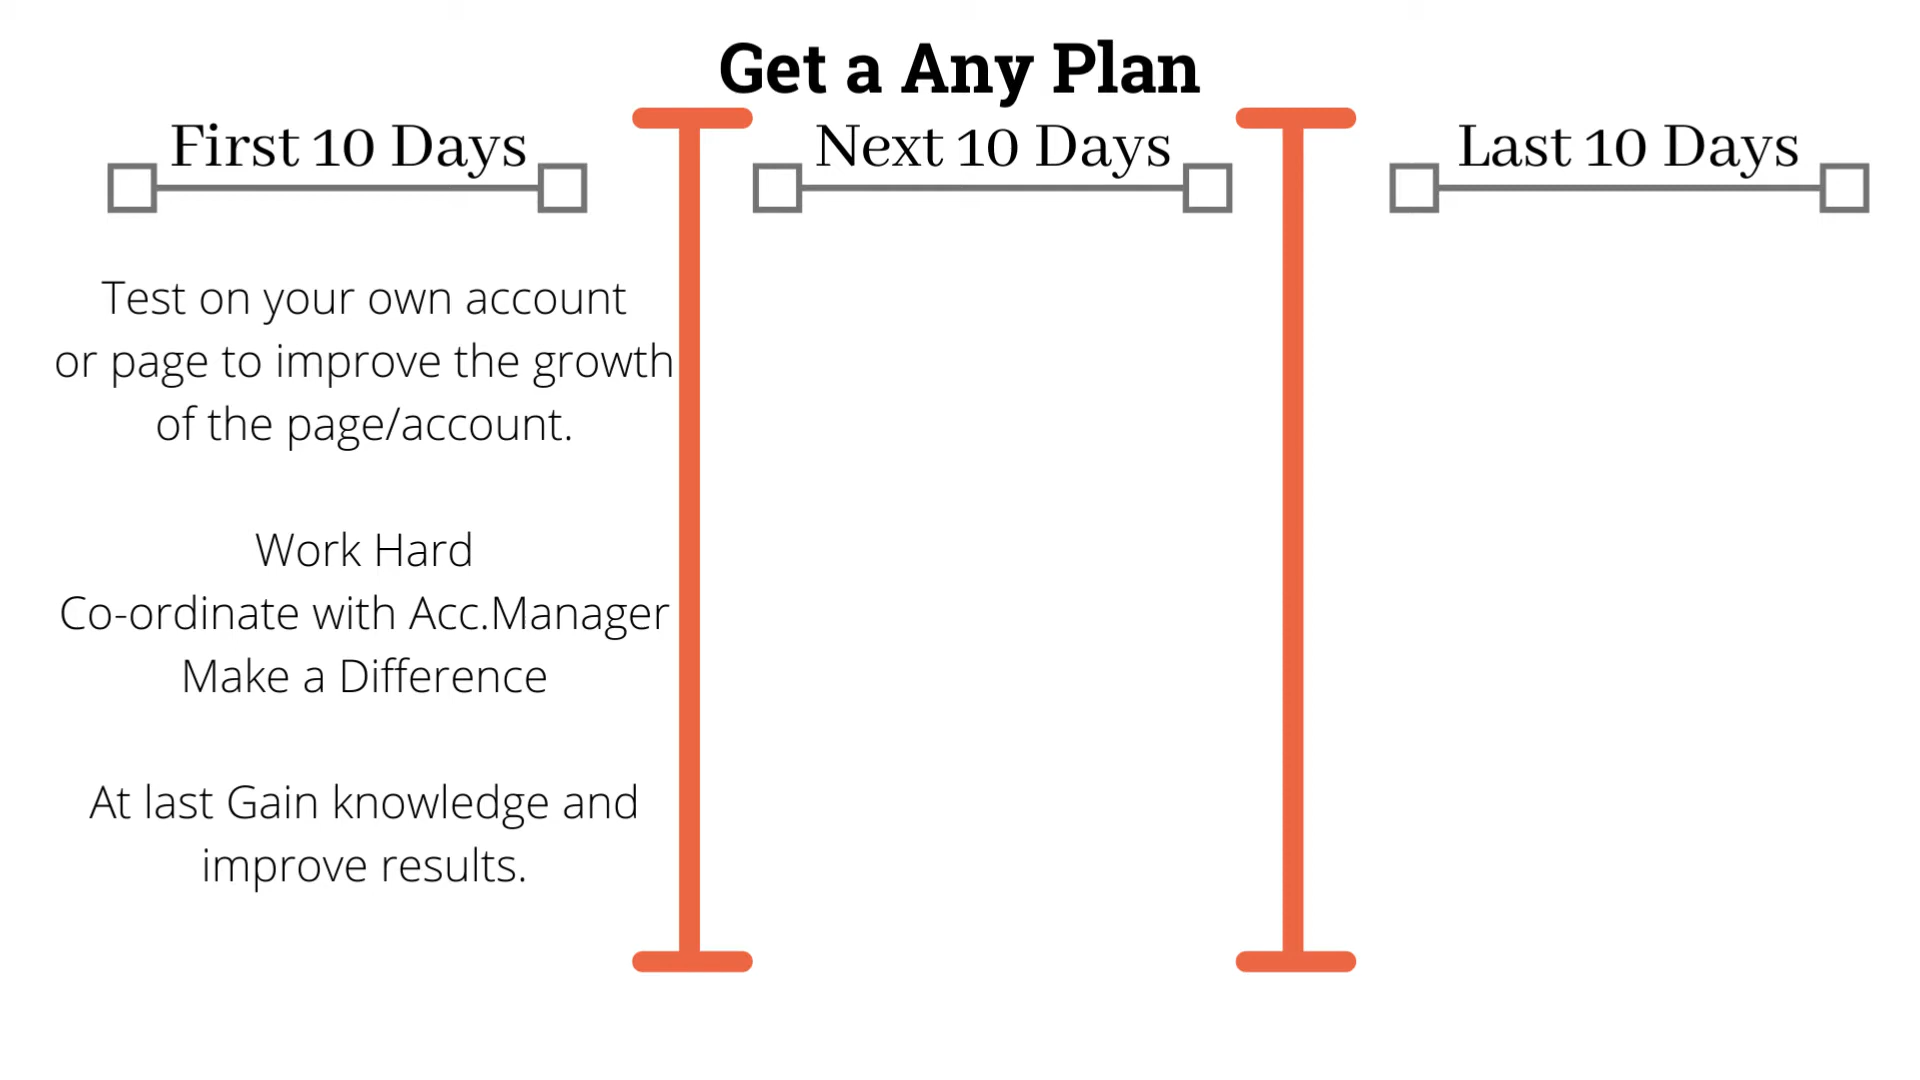 Get a Any Plan
First 10 Days
Next 10 Days
Last 10 Days
Test on your own account
or page to improve the growth
of the page/account.
Work Hard
Co-ordinate with Acc.Manager
Make a Difference
At last Gain knowledge and
improve results.